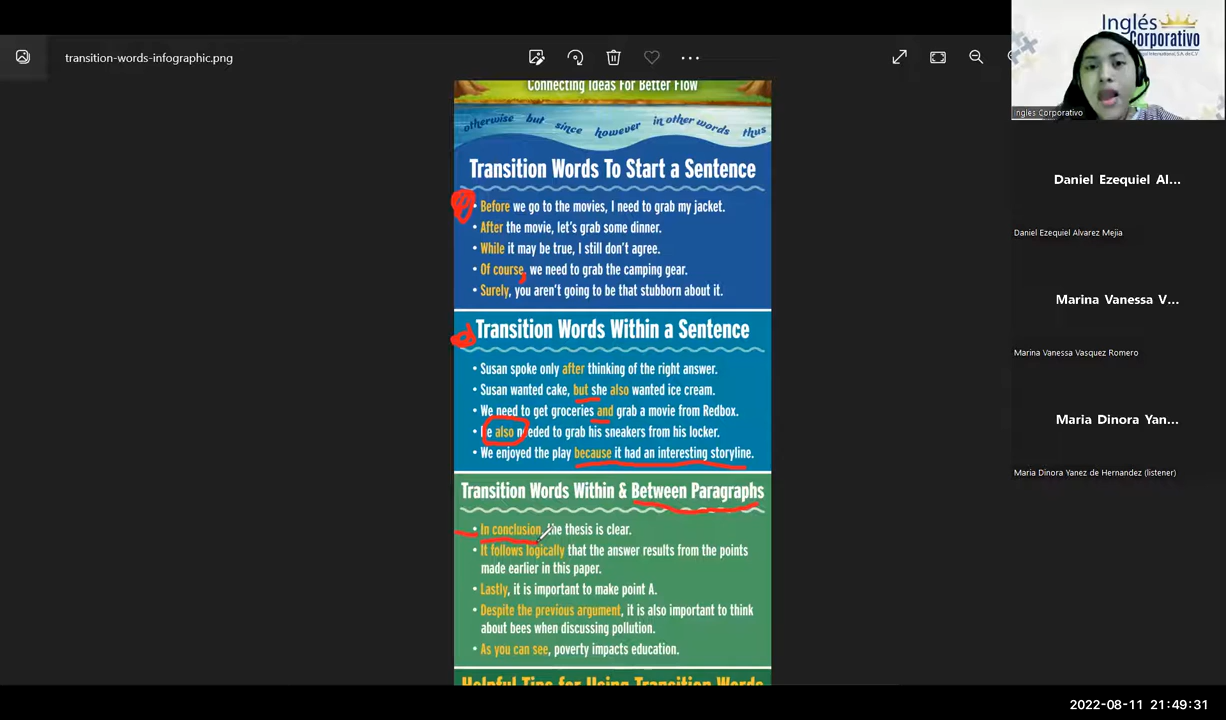 transition-words-infographic.png
Connecting Ideas For Better Flow
otherwise but since however in other words thus
Transition Words To Start a Sentence
• Before we go to the movies, I need to grab my jacket.
• After the movie, let's grab some dinner.
• While it may be true, I still don't agree.
• Of course, we need to grab the camping gear.
• Surely, you aren't going to be that stubborn about it.
Transition Words Within a Sentence
• Susan spoke only after thinking of the right answer.
• Susan wanted cake, but she also wanted ice cream.
• We need to get groceries and grab a movie from Redbox.
• also needed to grab his sneakers from his locker.
• We enjoyed the play because it had an interesting storyline.
Transition Words Within & Between Paragraphs
• In conclusion, the thesis is clear.
• It follows logically that the answer results from the points
made earlier in this paper.
• Lastly, it is important to make point A.
• Despite the previous argument, it is also important to think
about bees when discussing pollution.
• As you can see, poverty impacts education.
Helpful Tips for Using Transition Words
Inglés
Corporativo
Ingles Corporativo
Daniel Ezequiel Al...
Daniel Ezequiel Alvarez Mejia
Marina Vanessa V...
Marina Vanessa Vasquez Romero
Maria Dinora Yan...
Maria Dinora Yanez de Hernandez (listener)
2022-08-11 21:49:31